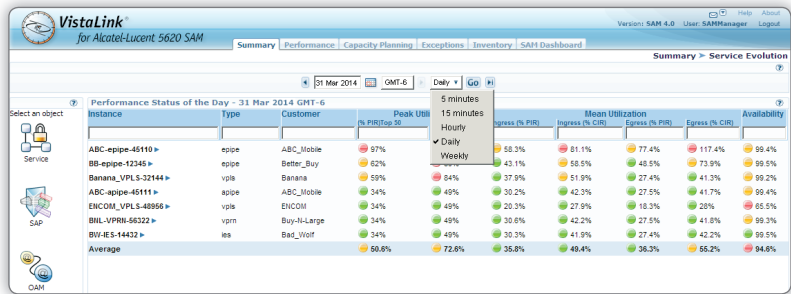 VistaLink®
for Alcatel-Lucent 5620 SAM
Help About
Version: SAM 4.0 User: SAMManager Logout
Summary Performance Capacity Planning Exceptions Inventory SAM Dashboard
Summary > Service Evolution
31 Mar 2014 GMT-6 Daily Go
5 minutes
15 minutes
Hourly
Daily
Weekly
Select an object
Service
SAP
OAM
Performance Status of the Day - 31 Mar 2014 GMT-6
Instance Type Customer Peak Util Mean Utilization Availability
(% PIR)Top 50 Ingress (% PIR) Ingress (% CIR) Egress (% PIR) Egress (% CIR)
ABC-epipe-45110 epipe ABC_Mobile 97% 58.3% 81.1% 77.4% 117.4% 99.4%
BB-epipe-12345 epipe Better_Buy 62% 43.1% 58.5% 48.5% 73.9% 99.5%
Banana_VPLS-32144 vpls Banana 59% 84% 37.9% 51.9% 27.4% 41.3% 99.2%
ABC-apipe-45111 apipe ABC_Mobile 34% 49% 30.2% 42.3% 27.5% 41.7% 99.4%
ENCOM_VPLS-48956 vpls ENCOM 34% 49% 20.3% 27.9% 18.3% 28% 65.5%
BNL-VPRN-56322 vprn Buy-N-Large 34% 49% 30.6% 42.2% 27.5% 41.8% 99.3%
BW-IES-14432 ies Bad_Wolf 34% 49% 30.3% 41.9% 27.4% 42.2% 99.5%
Average 50.6% 72.6% 35.8% 49.4% 36.3% 55.2% 94.6%